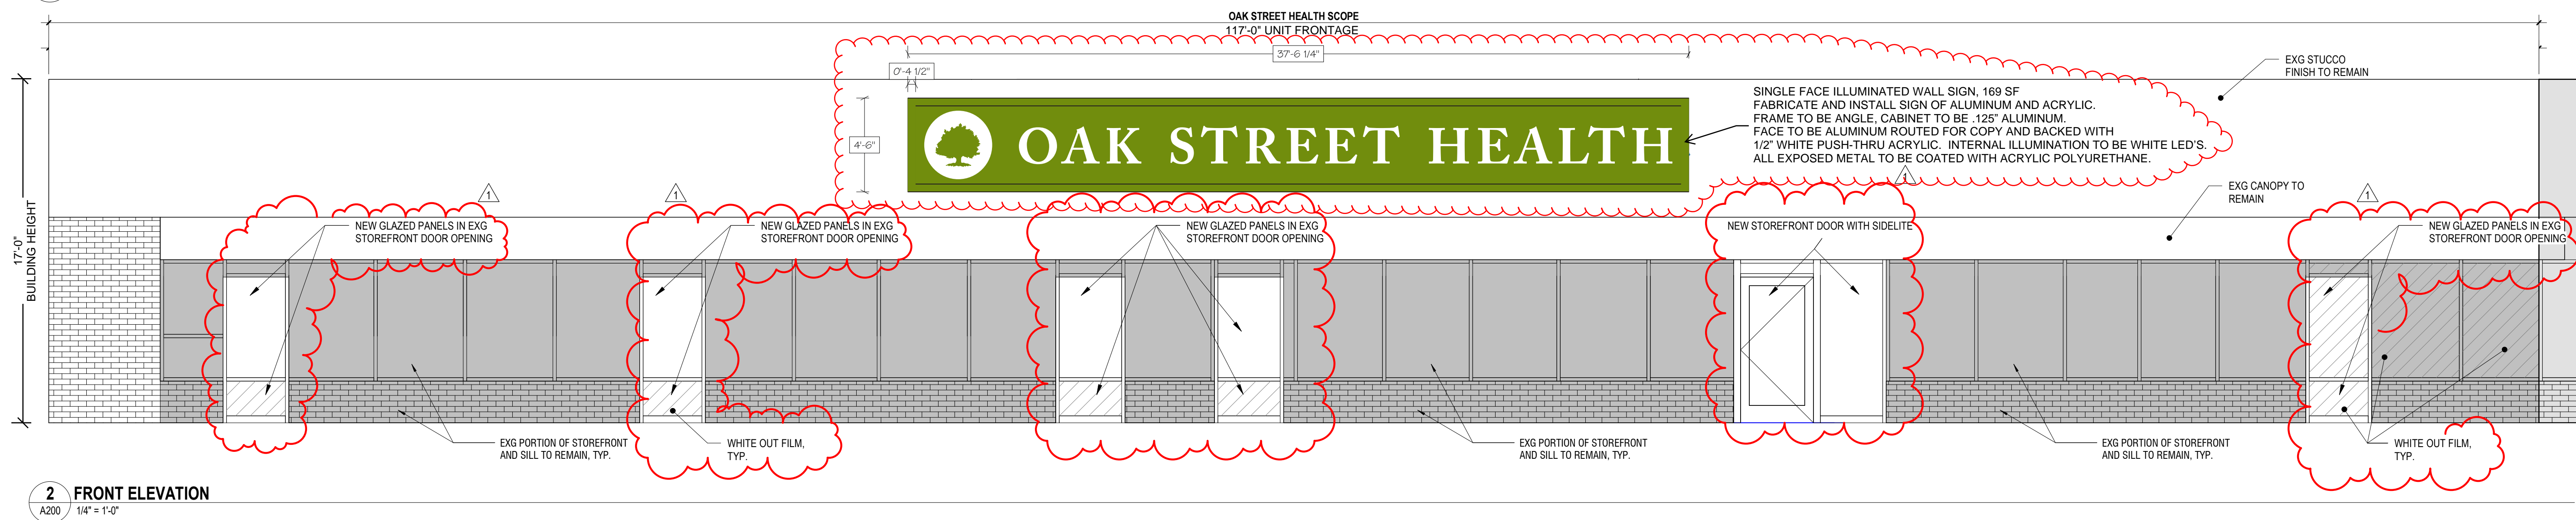 OAK STREET HEALTH SCOPE
117'-0" UNIT FRONTAGE
37'-6 1/4"
0'-4 1/2"
4'-6"
17'-0"
BUILDING HEIGHT
OAK STREET HEALTH
SINGLE FACE ILLUMINATED WALL SIGN, 169 SF
FABRICATE AND INSTALL SIGN OF ALUMINUM AND ACRYLIC.
FRAME TO BE ANGLE, CABINET TO BE .125" ALUMINUM.
FACE TO BE ALUMINUM ROUTED FOR COPY AND BACKED WITH
1/2" WHITE PUSH-THRU ACRYLIC.  INTERNAL ILLUMINATION TO BE WHITE LED'S.
ALL EXPOSED METAL TO BE COATED WITH ACRYLIC POLYURETHANE.
EXG STUCCO
FINISH TO REMAIN
EXG CANOPY TO
REMAIN
1
1
1
1
NEW GLAZED PANELS IN EXG
STOREFRONT DOOR OPENING
NEW GLAZED PANELS IN EXG
STOREFRONT DOOR OPENING
NEW GLAZED PANELS IN EXG
STOREFRONT DOOR OPENING
NEW STOREFRONT DOOR WITH SIDELITE
NEW GLAZED PANELS IN EXG
STOREFRONT DOOR OPENING
EXG PORTION OF STOREFRONT
AND SILL TO REMAIN, TYP.
WHITE OUT FILM,
TYP.
EXG PORTION OF STOREFRONT
AND SILL TO REMAIN, TYP.
EXG PORTION OF STOREFRONT
AND SILL TO REMAIN, TYP.
WHITE OUT FILM,
TYP.
2
A200
FRONT ELEVATION
1/4" = 1'-0"